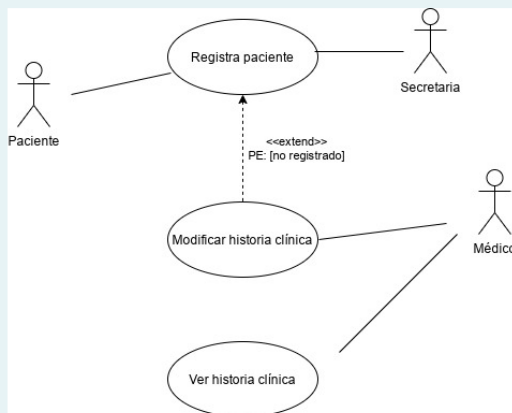 Registra paciente
Secretaria
Paciente
<<extend>>
PE: [no registrado]
Modificar historia clínica
Médico
Ver historia clínica